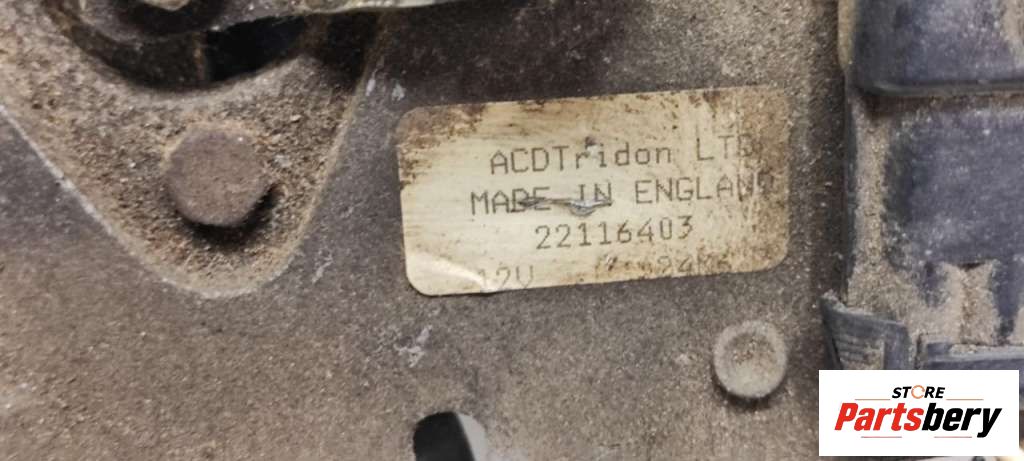 ACDTridon LTD
MADE IN ENGLAND
22116403
12V
STORE
Partsbery